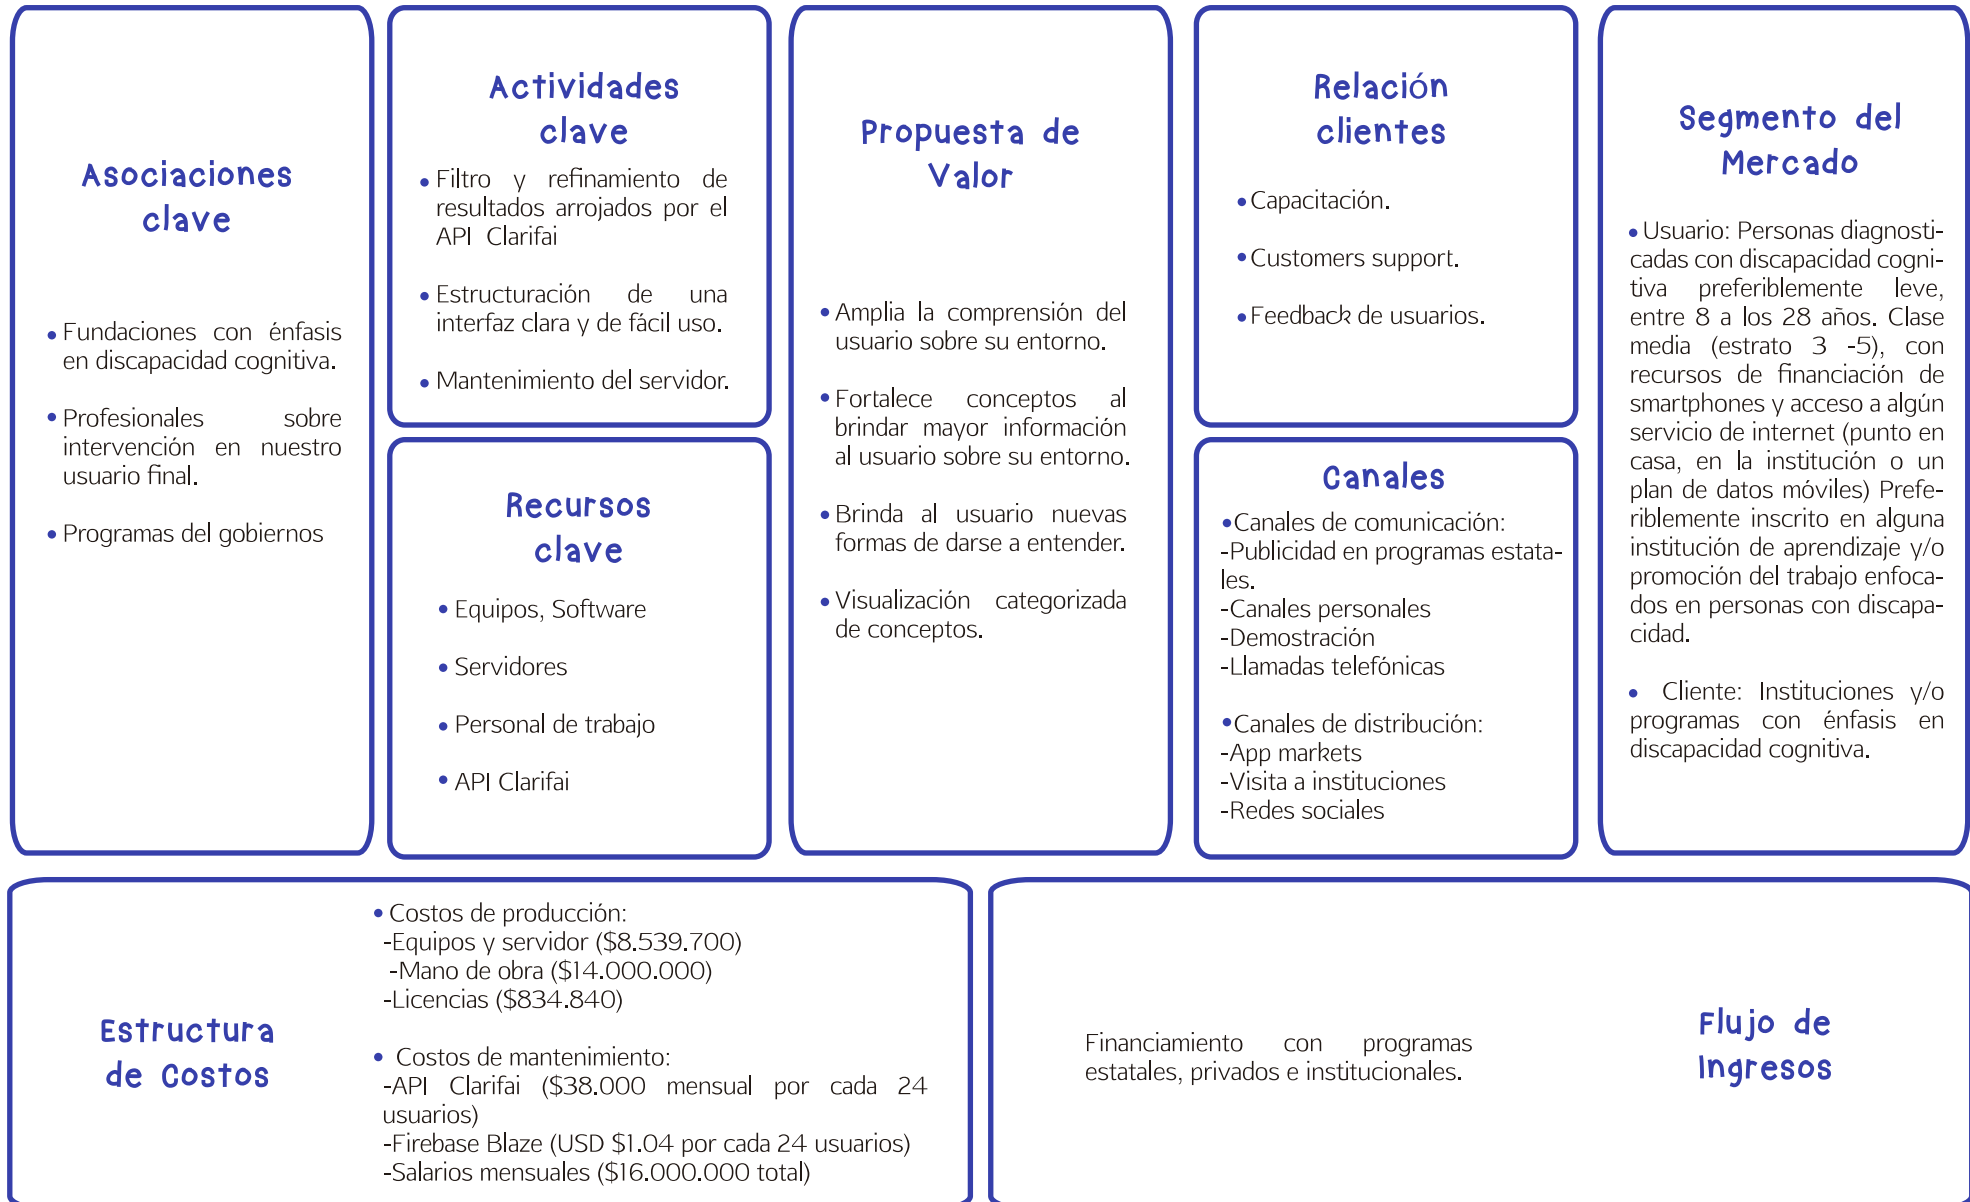 Asociaciones
clave
• Fundaciones con énfasis
en discapacidad cognitiva.
• Profesionales sobre
intervención en nuestro
usuario final.
• Programas del gobiernos
Actividades
clave
• Filtro y refinamiento de
resultados arrojados por el
API Clarifai
• Estructuración de una
interfaz clara y de fácil uso.
• Mantenimiento del servidor.
Recursos
clave
• Equipos, Software
• Servidores
• Personal de trabajo
• API Clarifai
Propuesta de
Valor
• Amplia la comprensión del
usuario sobre su entorno.
• Fortalece conceptos al
brindar mayor información
al usuario sobre su entorno.
• Brinda al usuario nuevas
formas de darse a entender.
• Visualización categorizada
de conceptos.
Relación
clientes
• Capacitación.
• Customers support.
• Feedback de usuarios.
Canales
• Canales de comunicación:
-Publicidad en programas estata-
les.
-Canales personales
-Demostración
-Llamadas telefónicas
• Canales de distribución:
-App markets
-Visita a instituciones
-Redes sociales
Segmento del
Mercado
• Usuario: Personas diagnosti-
cadas con discapacidad cogni-
tiva preferiblemente leve,
entre 8 a los 28 años. Clase
media (estrato 3 -5), con
recursos de financiación de
smartphones y acceso a algún
servicio de internet (punto en
casa, en la institución o un
plan de datos móviles) Prefe-
riblemente inscrito en alguna
institución de aprendizaje y/o
promoción del trabajo enfoca-
dos en personas con discapa-
cidad.
• Cliente: Instituciones y/o
programas con énfasis en
discapacidad cognitiva.
Estructura
de Costos
• Costos de producción:
-Equipos y servidor ($8.539.700)
-Mano de obra ($14.000.000)
-Licencias ($834.840)
• Costos de mantenimiento:
-API Clarifai ($38.000 mensual por cada 24
usuarios)
-Firebase Blaze (USD $1.04 por cada 24 usuarios)
-Salarios mensuales ($16.000.000 total)
Financiamiento con programas
estatales, privados e institucionales.
Flujo de
Ingresos